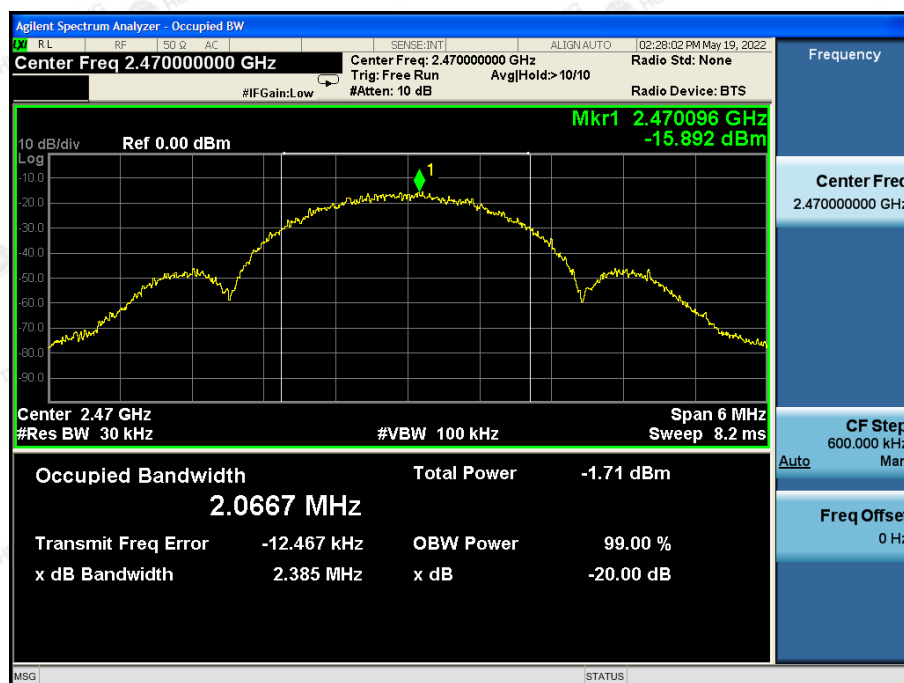 Agilent Spectrum Analyzer - Occupied BW
LXI RL RF 50 Ω AC SENSE:INT ALIGN AUTO 02:28:02 PM May 19, 2022
Center Freq 2.470000000 GHz
Center Freq: 2.470000000 GHz
Radio Std: None
Trig: Free Run Avg|Hold:>10/10
#IFGain:Low
#Atten: 10 dB
Radio Device: BTS
Frequency
Mkr1 2.470096 GHz
-15.892 dBm
10 dB/div Ref 0.00 dBm
Log
1
-10.0
-20.0
-30.0
-40.0
-50.0
-60.0
-70.0
-80.0
-90.0
Center Freq
2.470000000 GHz
Center 2.47 GHz Span 6 MHz
#Res BW 30 kHz #VBW 100 kHz Sweep 8.2 ms
CF Step
600.000 kHz
Auto Man
Occupied Bandwidth Total Power -1.71 dBm
2.0667 MHz
Transmit Freq Error -12.467 kHz OBW Power 99.00 %
x dB Bandwidth 2.385 MHz x dB -20.00 dB
Freq Offset
0 Hz
MSG STATUS